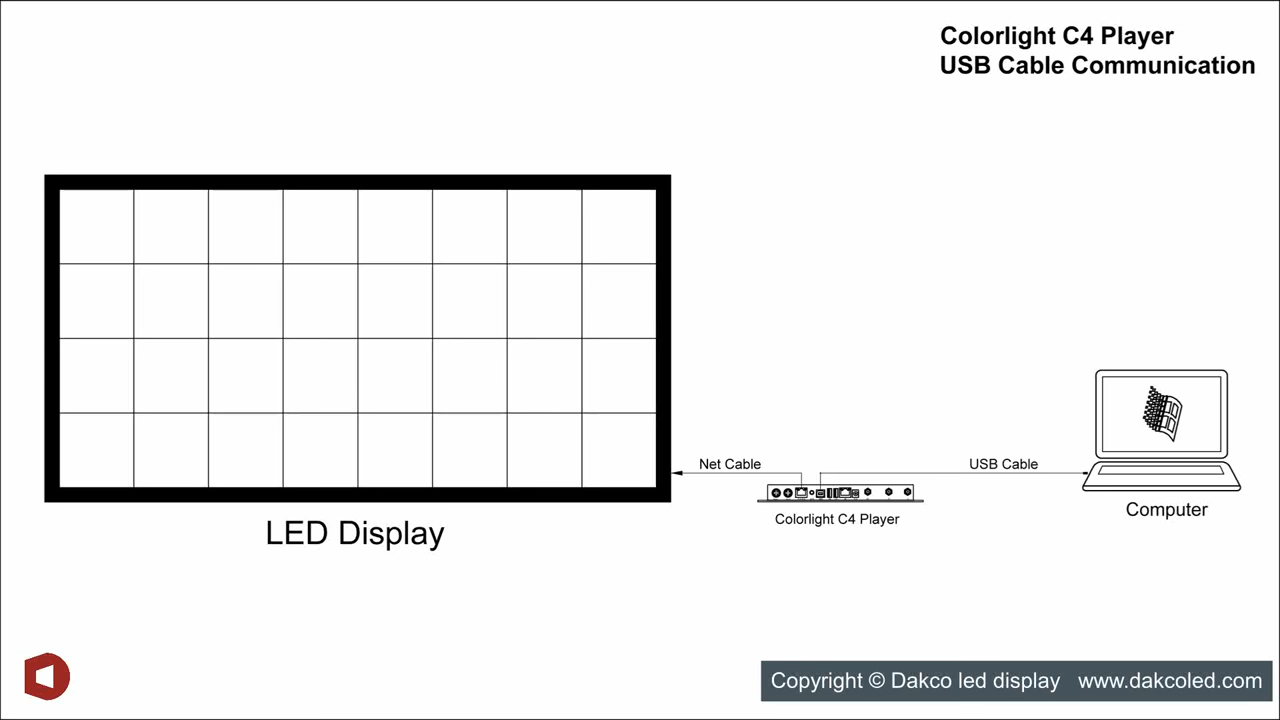 Colorlight C4 Player
USB Cable Communication
Net Cable
USB Cable
Colorlight C4 Player
Computer
LED Display
Copyright © Dakco led display www.dakcoled.com